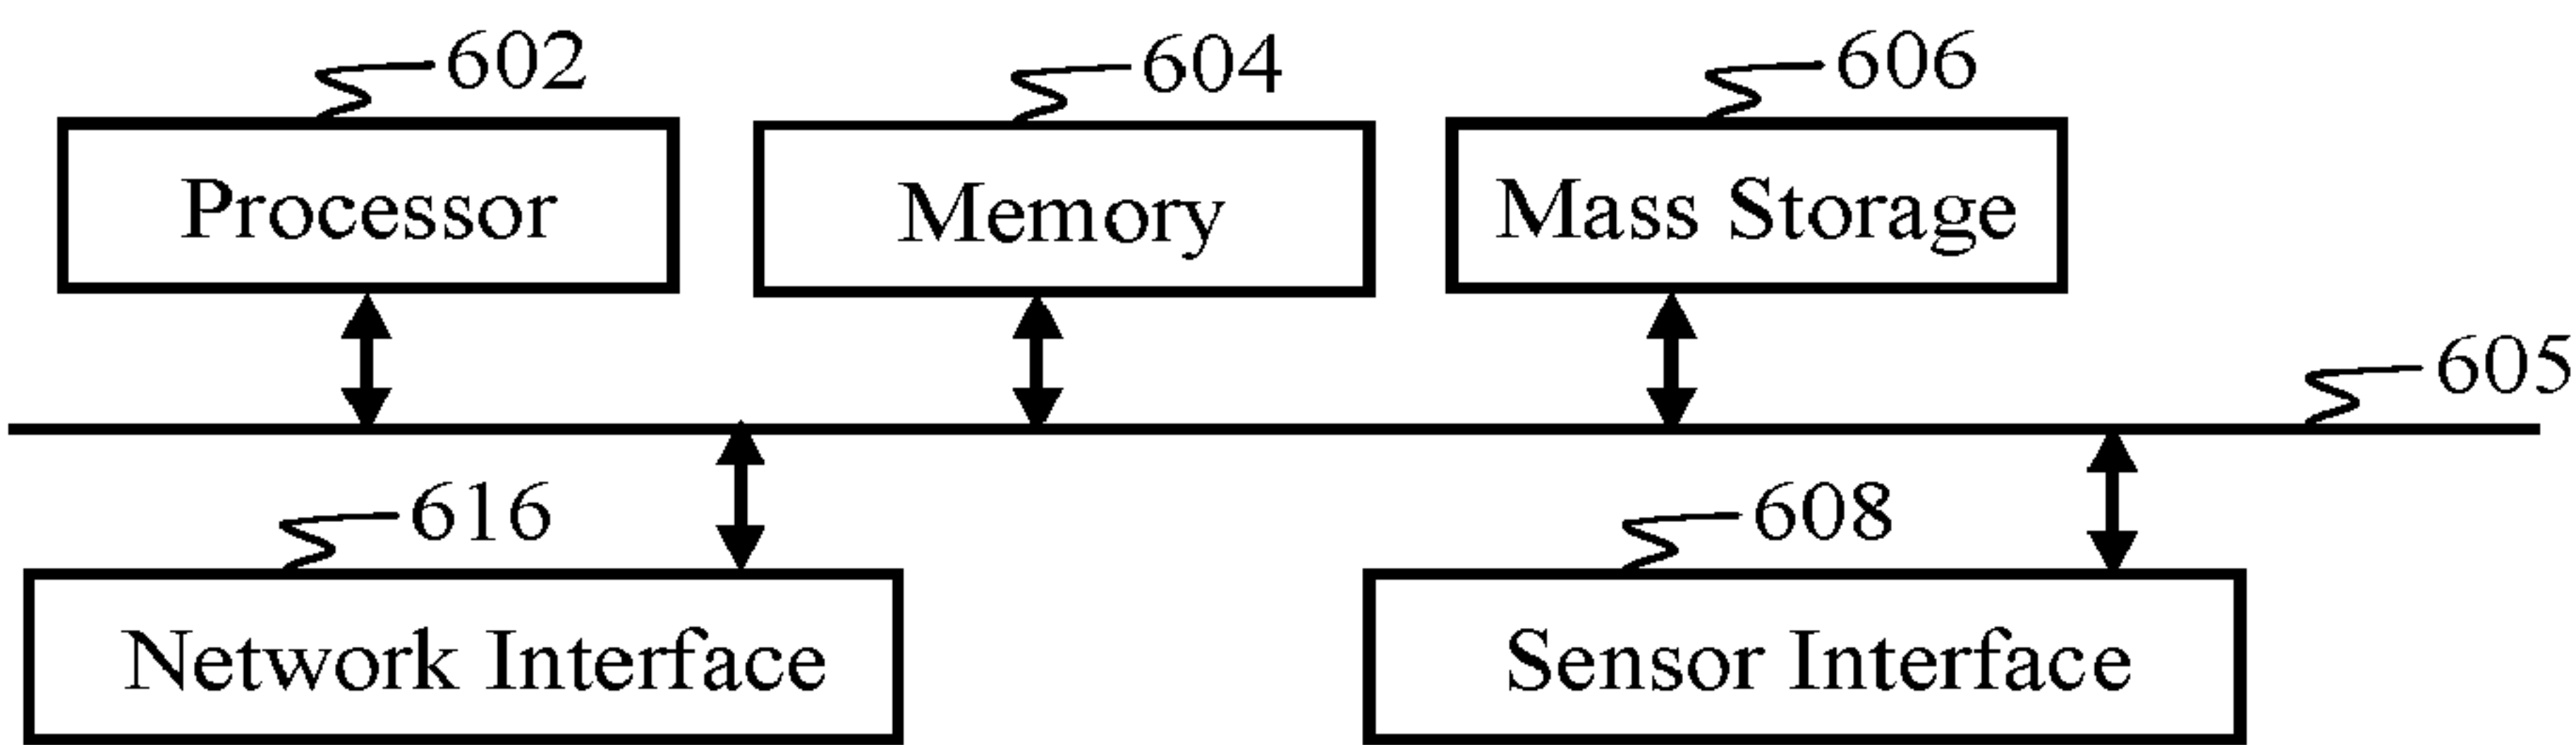 602
604
606
Processor
Memory
Mass Storage
605
616
608
Network Interface
Sensor Interface